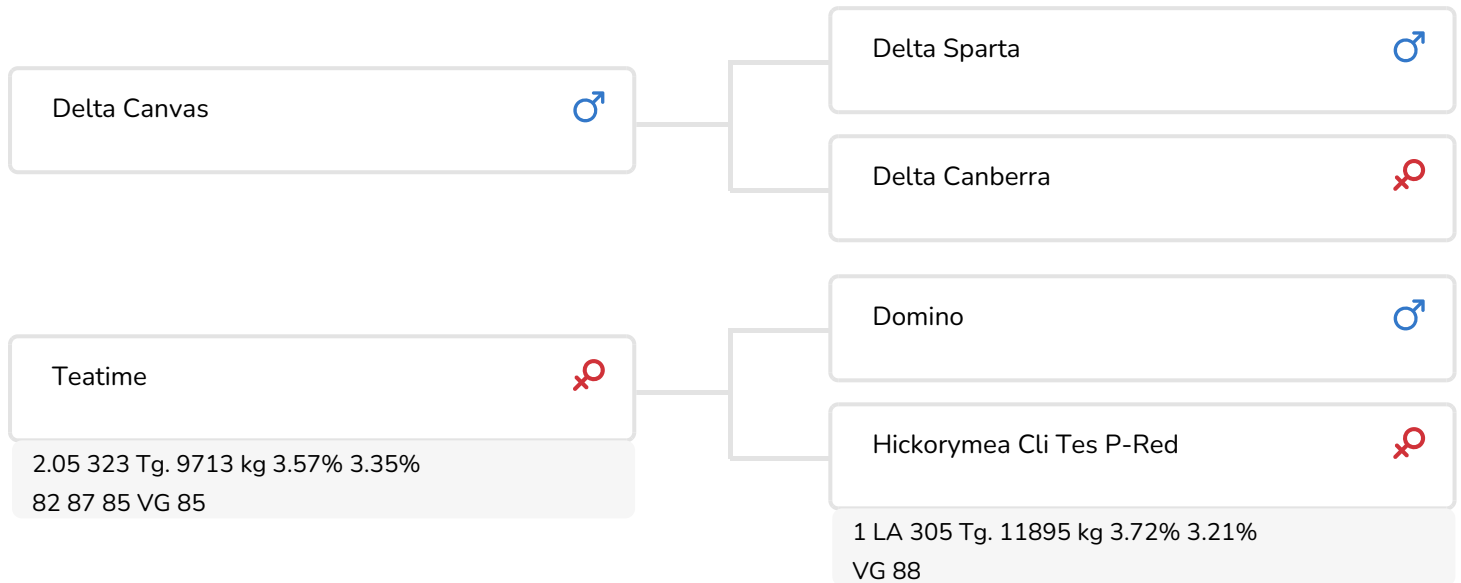 Delta Canvas
Delta Sparta
Delta Canberra
Teatime
2.05 323 Tg. 9713 kg 3.57% 3.35%
82 87 85 VG 85
Domino
Hickorymea Cli Tes P-Red
1 LA 305 Tg. 11895 kg 3.72% 3.21%
VG 88